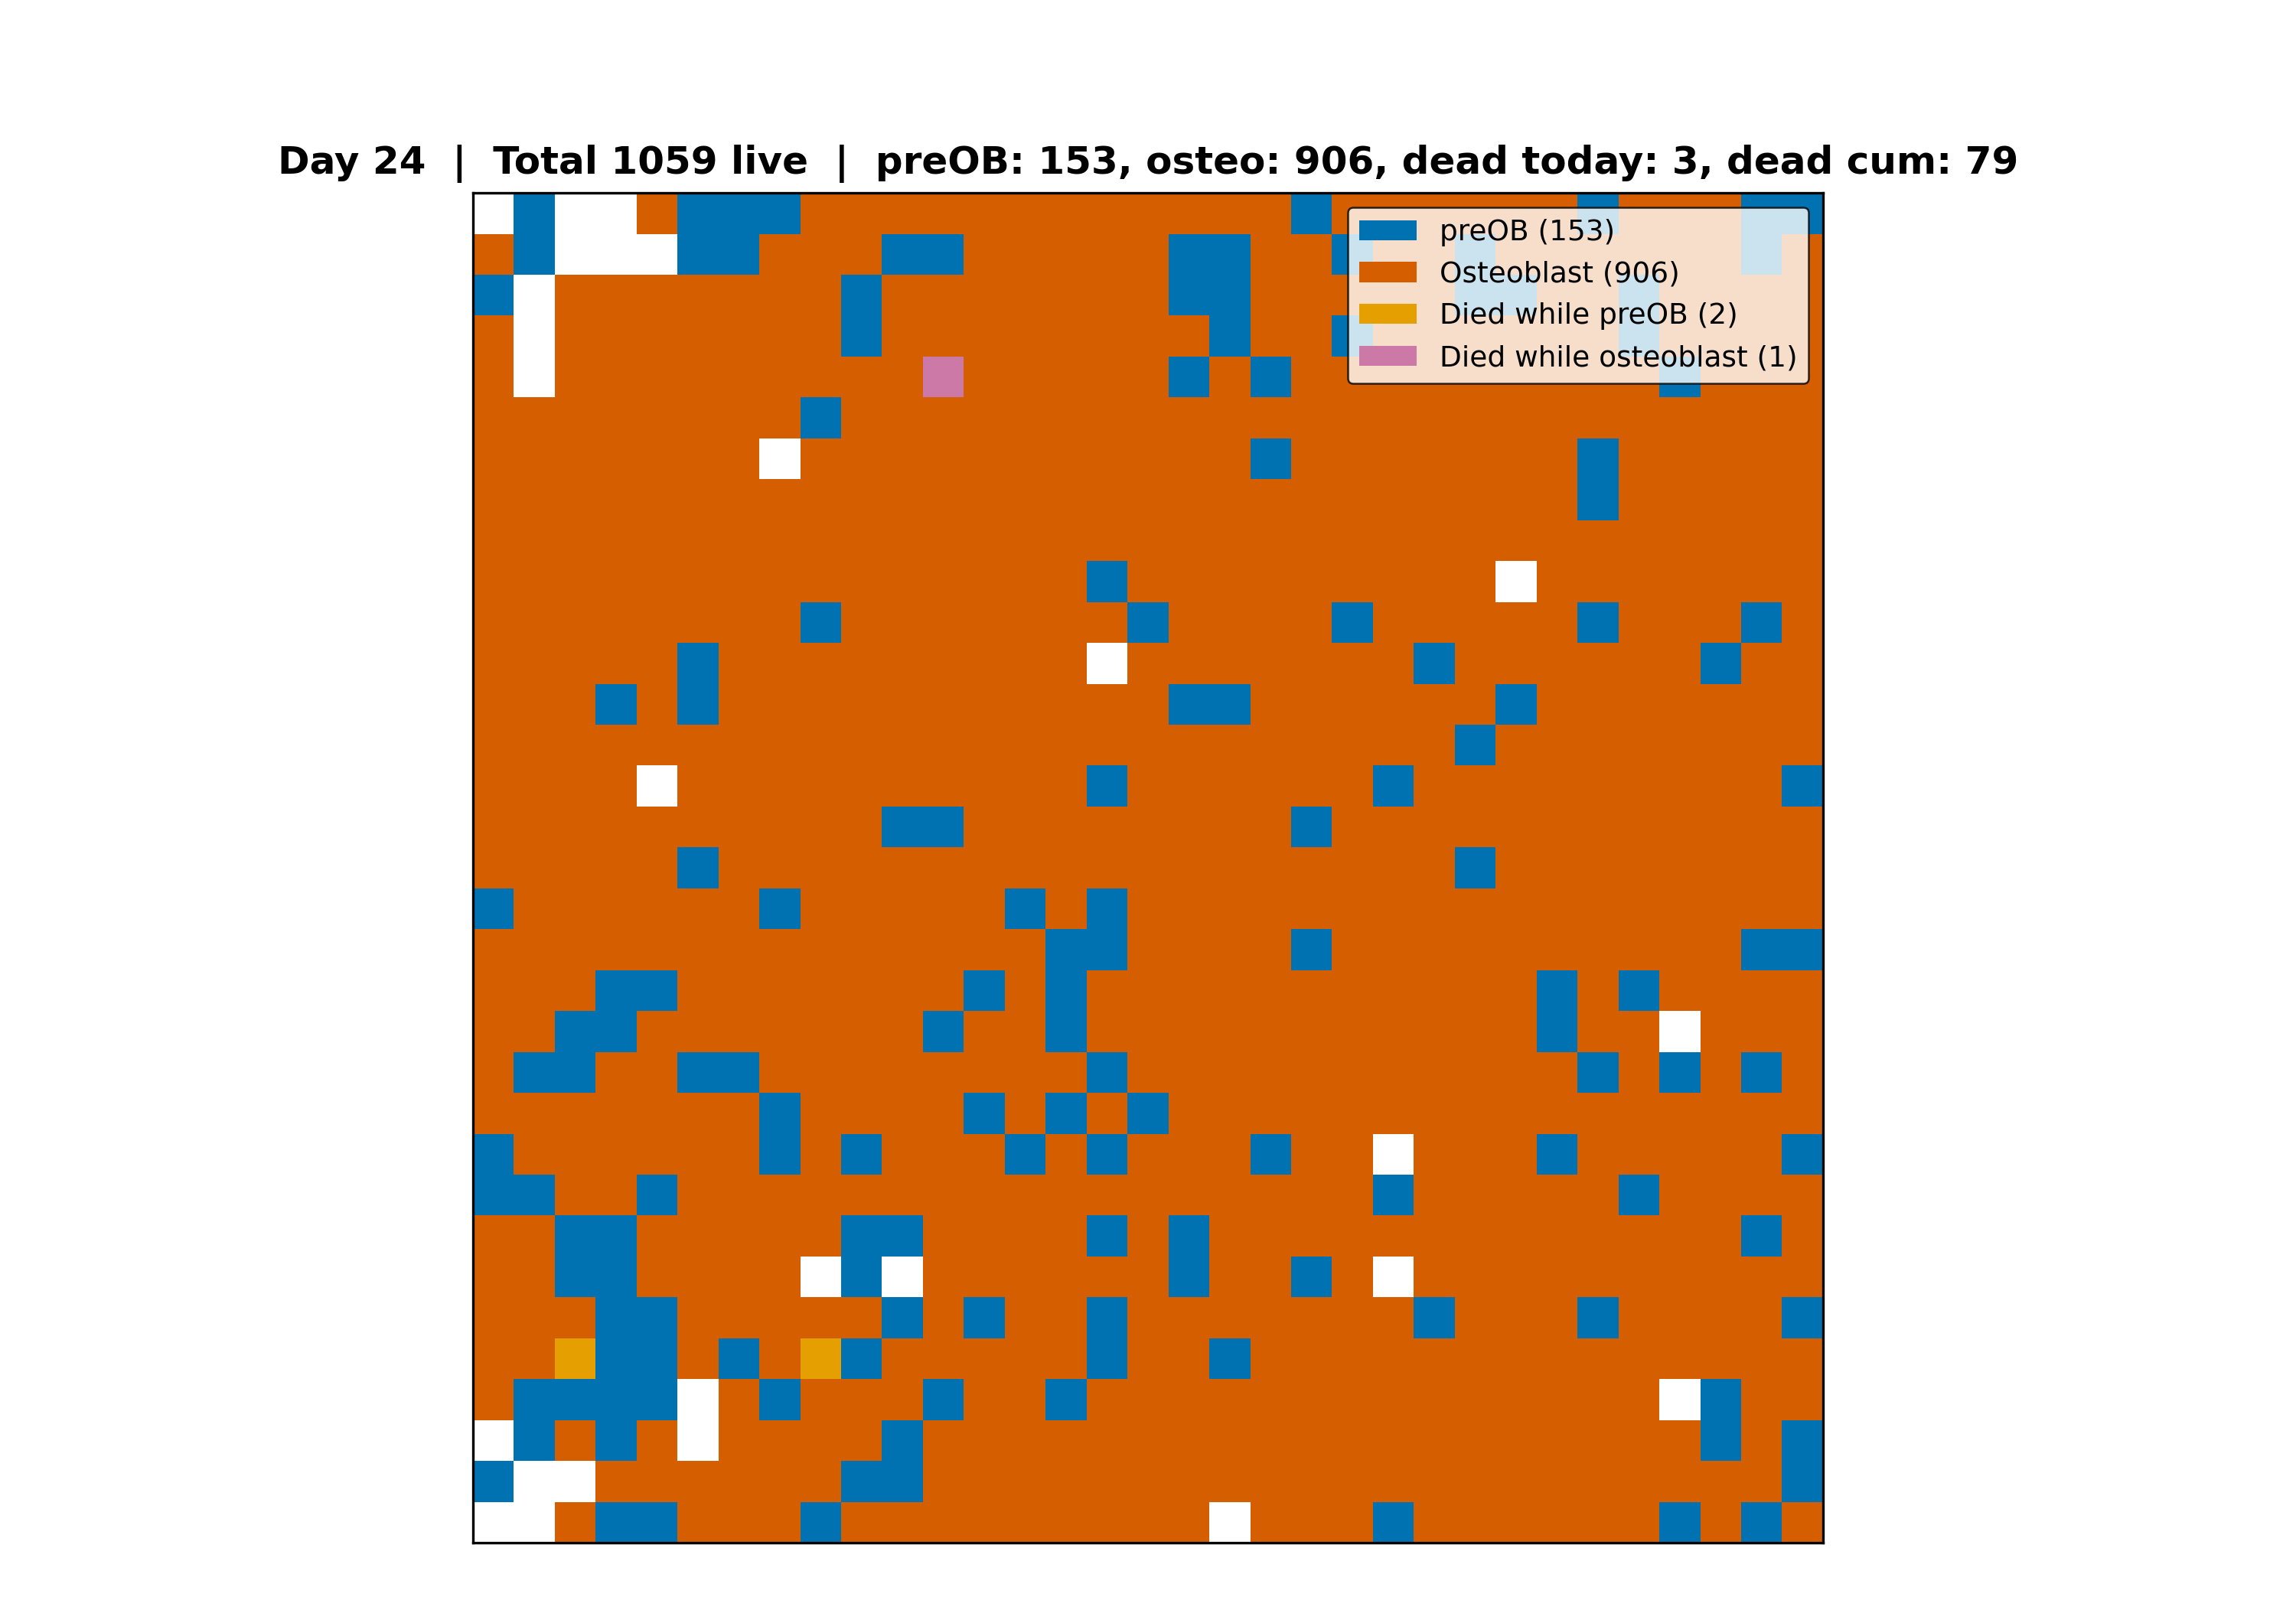 Day 24 | Total 1059 live | preOB: 153, osteo: 906, dead today: 3, dead cum: 79
preOB (153)
Osteoblast (906)
Died while preOB (2)
Died while osteoblast (1)